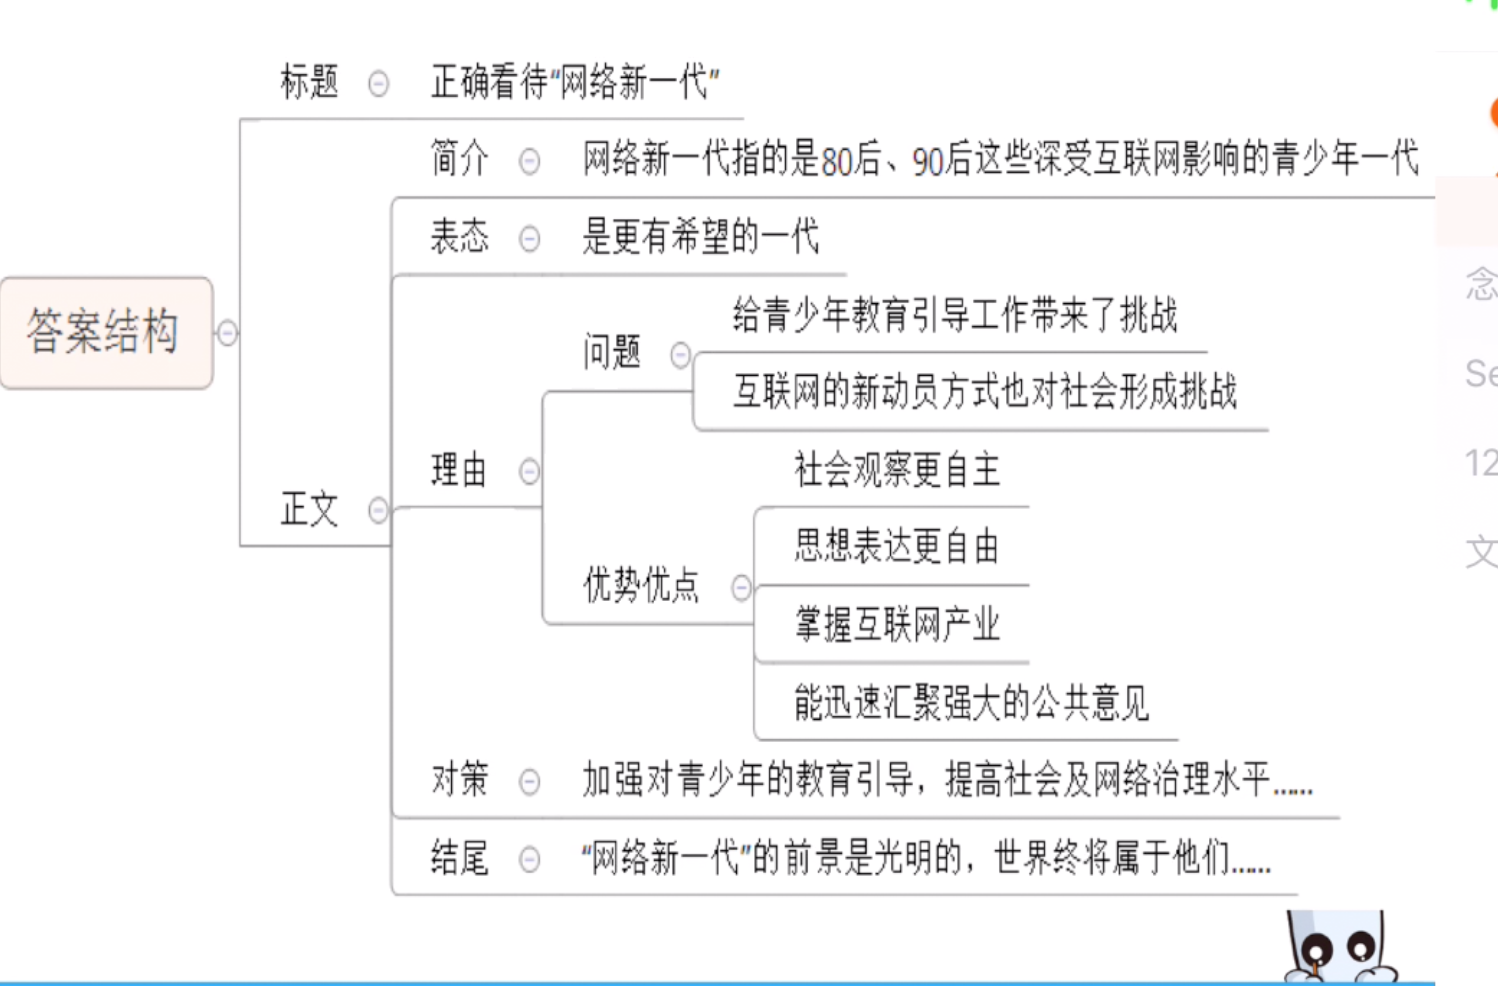 标题 正确看待“网络新一代”
简介 网络新一代指的是80后、90后这些深受互联网影响的青少年一代
表态 是更有希望的一代
答案结构
正文
理由
问题
给青少年教育引导工作带来了挑战
互联网的新动员方式也对社会形成挑战
优势优点
社会观察更自主
思想表达更自由
掌握互联网产业
能迅速汇聚强大的公共意见
对策 加强对青少年的教育引导，提高社会及网络治理水平……
结尾 “网络新一代”的前景是光明的，世界终将属于他们……
念
Se
12
文